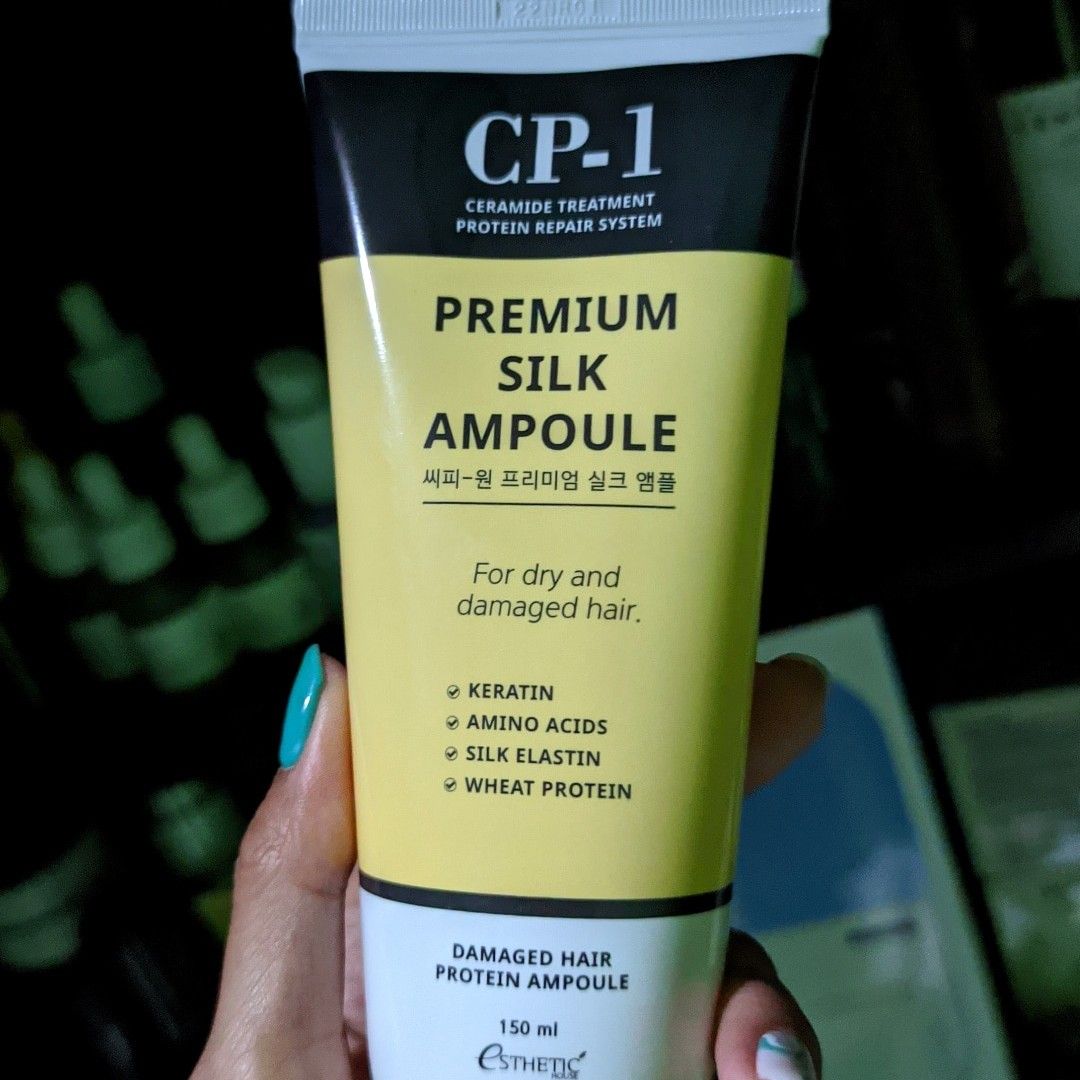 CP-1
CERAMIDE TREATMENT
PROTEIN REPAIR SYSTEM
PREMIUM
SILK
AMPOULE
씨피-원 프리미엄 실크 앰플
For dry and
damaged hair.
KERATIN
AMINO ACIDS
SILK ELASTIN
WHEAT PROTEIN
DAMAGED HAIR
PROTEIN AMPOULE
150 ml
eSTHETIC
HOUSE